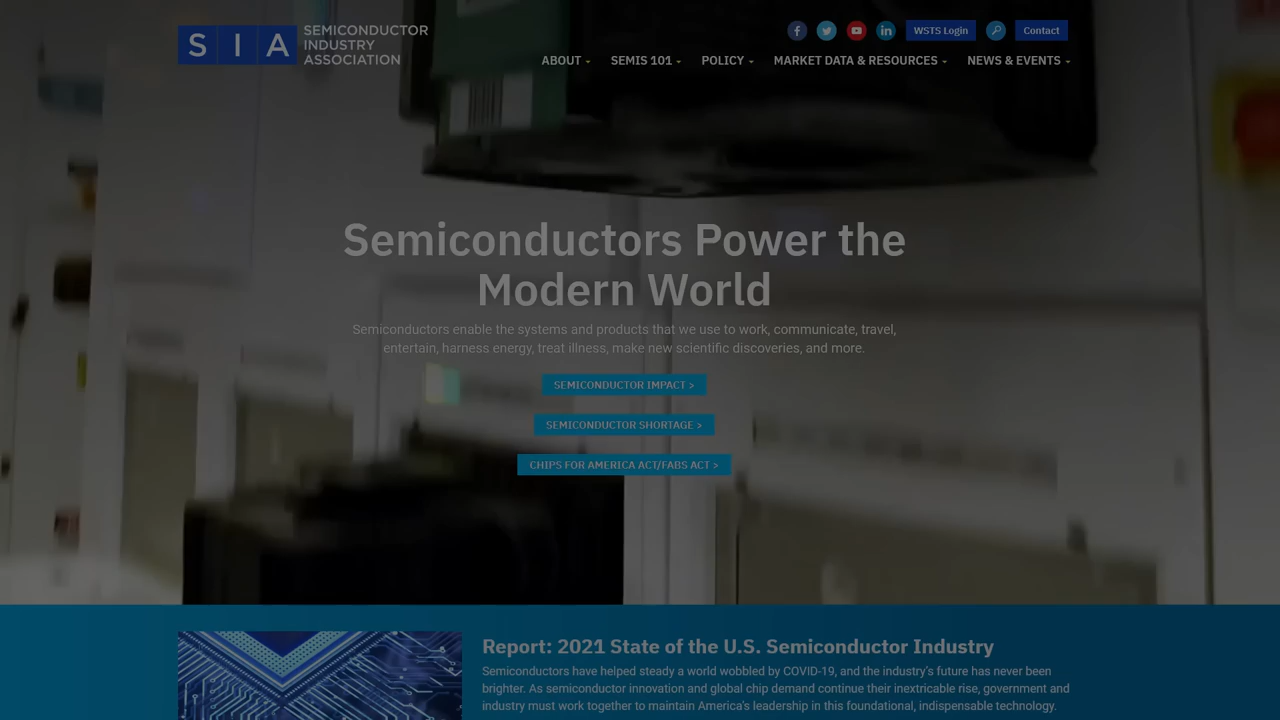 SIA
SEMICONDUCTOR
INDUSTRY
ASSOCIATION
WSTS Login
Contact
ABOUT
SEMIS 101
POLICY
MARKET DATA & RESOURCES
NEWS & EVENTS
Semiconductors Power the
Modern World
Semiconductors enable the systems and products that we use to work, communicate, travel,
entertain, harness energy, treat illness, make new scientific discoveries, and more.
SEMICONDUCTOR IMPACT >
SEMICONDUCTOR SHORTAGE >
CHIPS FOR AMERICA ACT/FABS ACT >
Report: 2021 State of the U.S. Semiconductor Industry
Semiconductors have helped steady a world wobbled by COVID-19, and the industry's future has never been
brighter. As semiconductor innovation and global chip demand continue their inextricable rise, government and
industry must work together to maintain America's leadership in this foundational, indispensable technology.